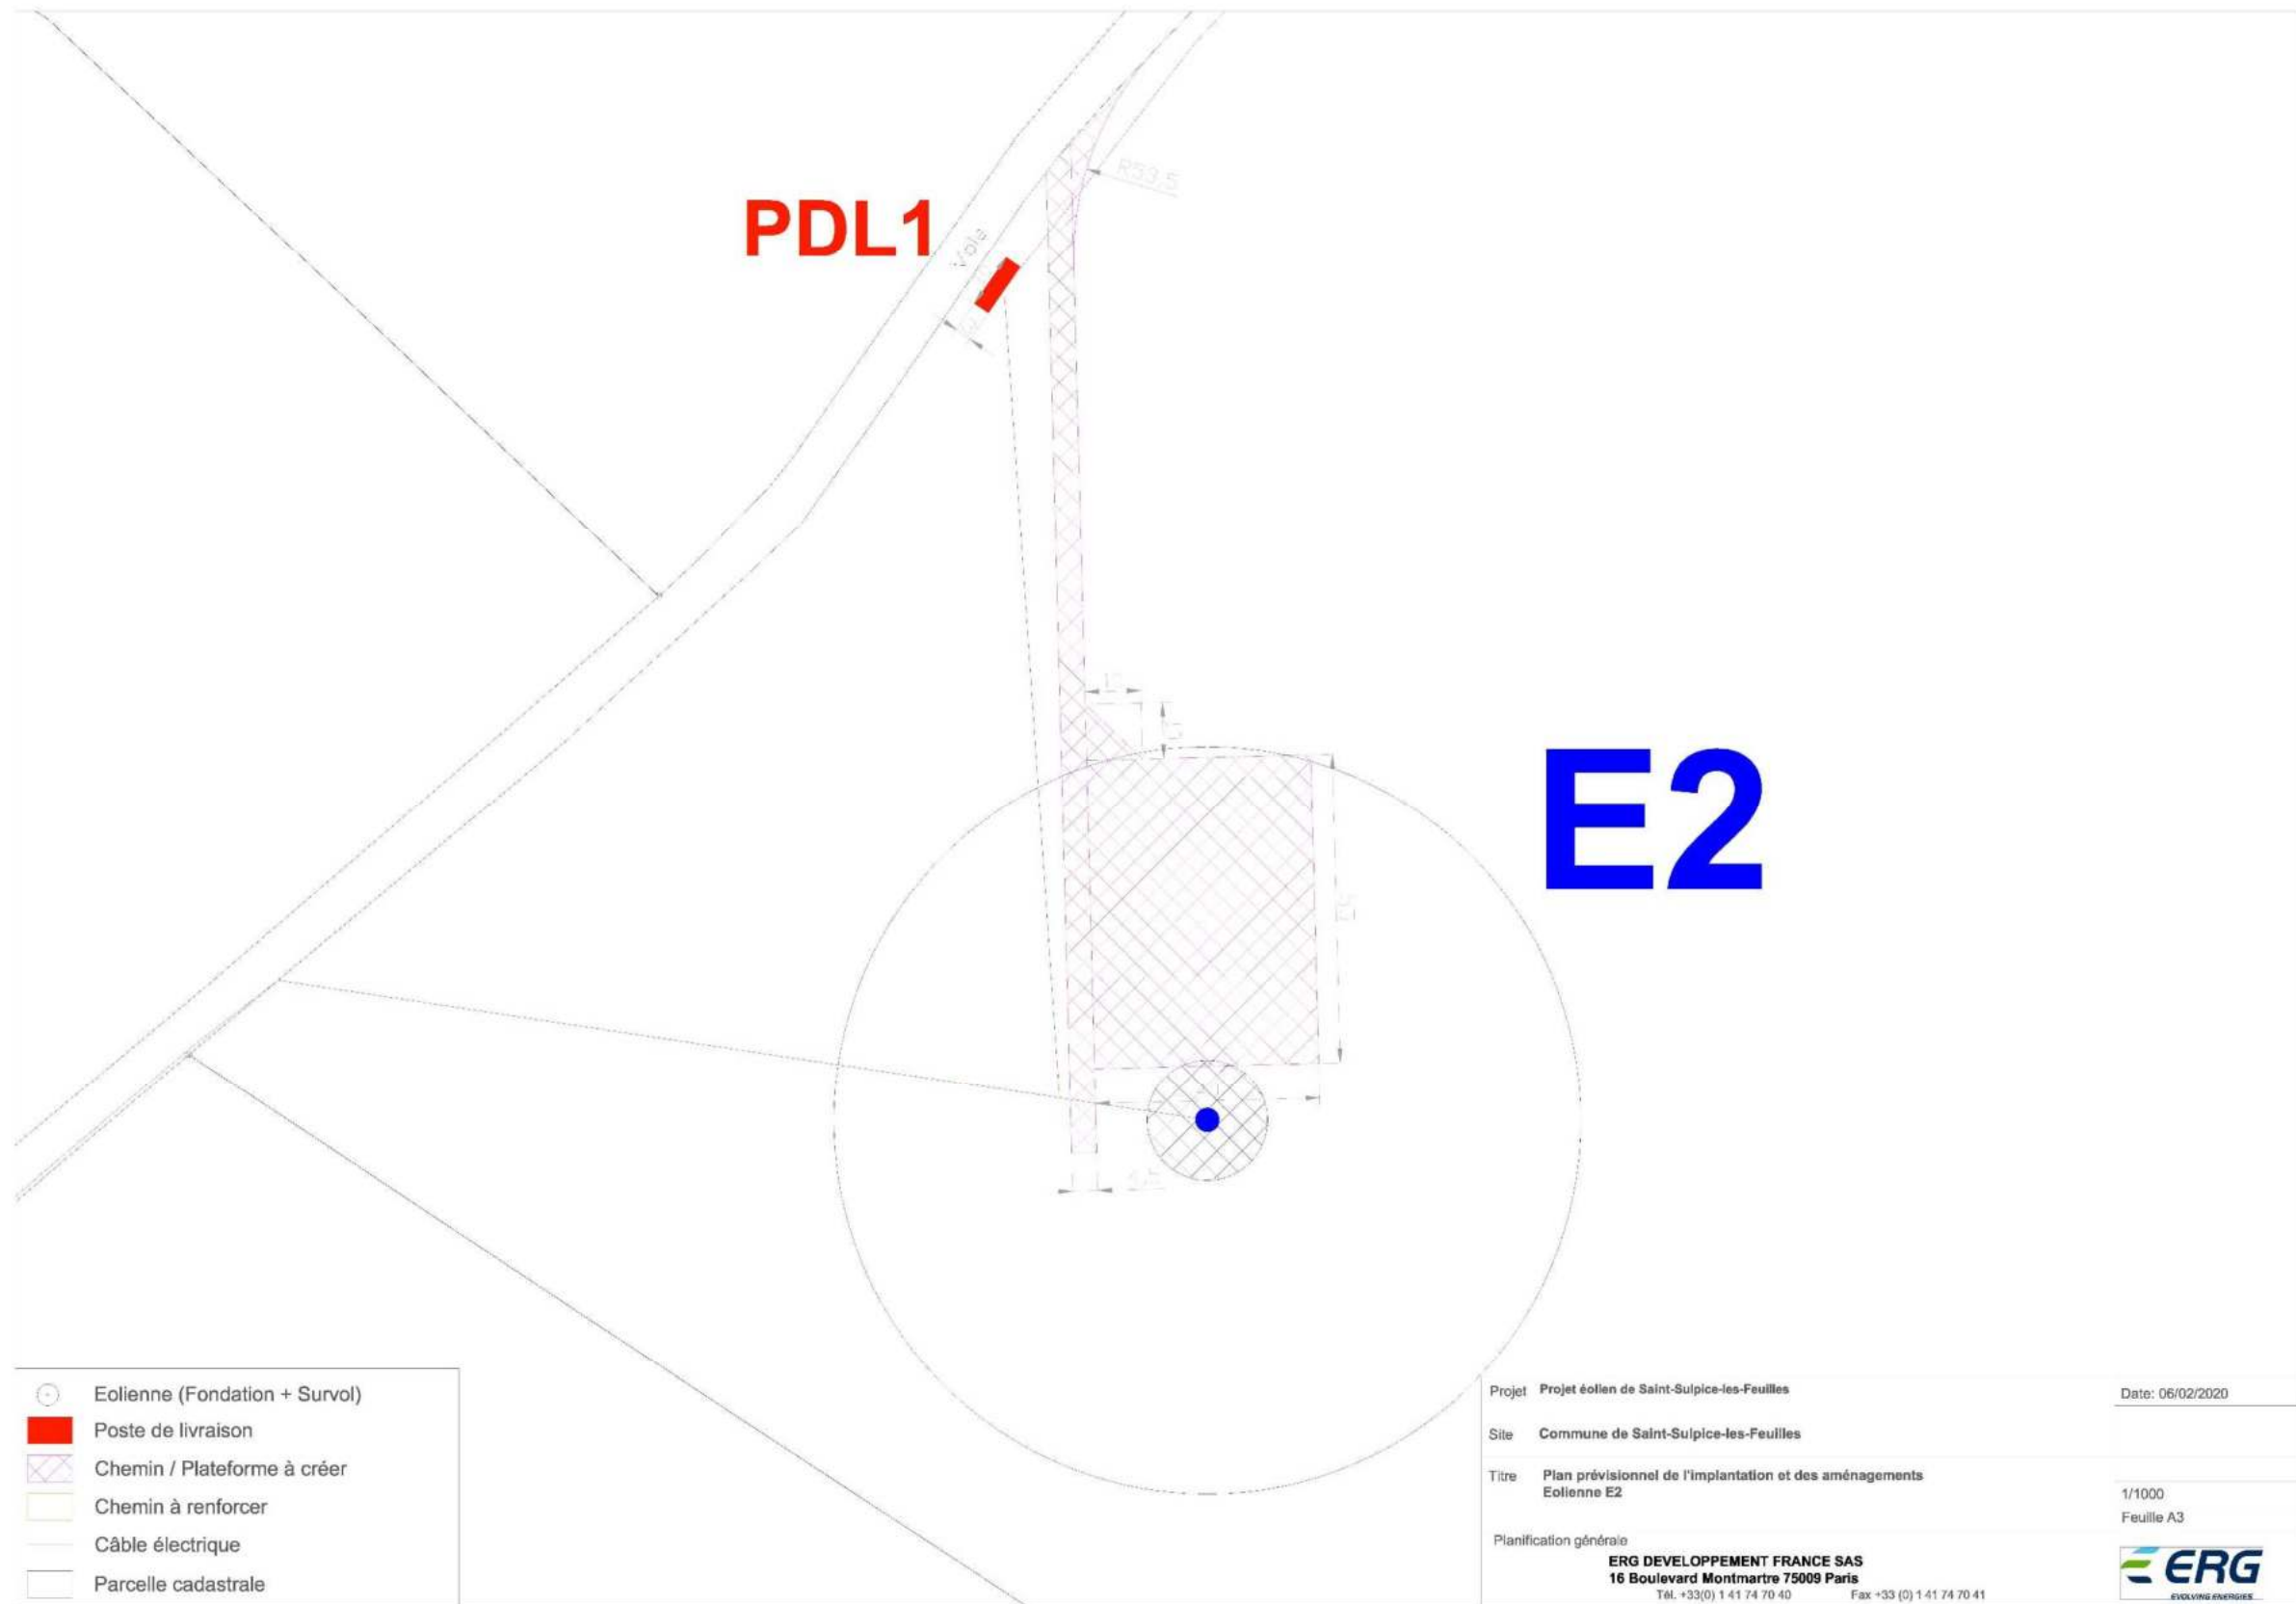 PDL1
R53,5
Voie
E2
Eolienne (Fondation + Survol)
Poste de livraison
Chemin / Plateforme à créer
Chemin à renforcer
Câble électrique
Parcelle cadastrale
Projet Projet éolien de Saint-Sulpice-les-Feuilles
Date: 06/02/2020
Site Commune de Saint-Sulpice-les-Feuilles
Titre Plan prévisionnel de l'implantation et des aménagements
Eolienne E2
1/1000
Feuille A3
Planification générale
ERG DEVELOPPEMENT FRANCE SAS
16 Boulevard Montmartre 75009 Paris
Tél. +33(0) 1 41 74 70 40 Fax +33 (0) 1 41 74 70 41
ERG
EVOLVING ENERGIES